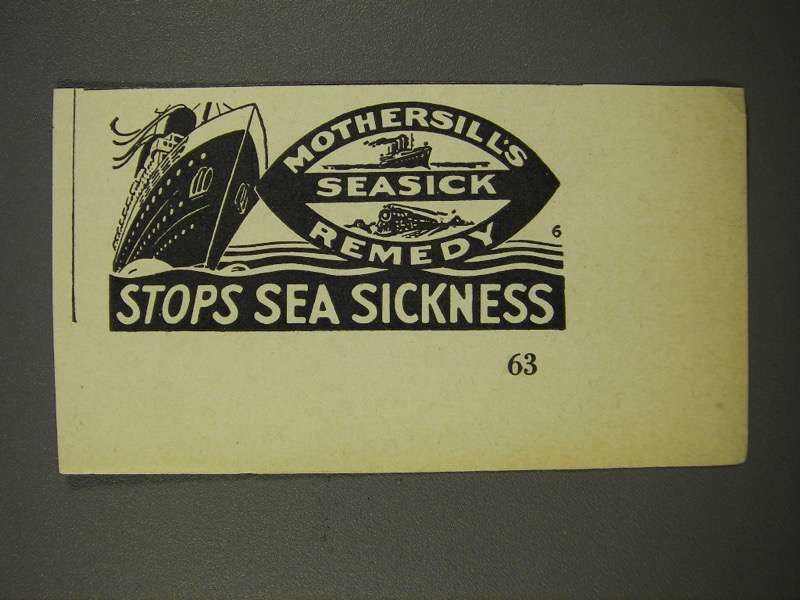 MOTHERSILL'S
SEASICK
REMEDY
6
STOPS SEA SICKNESS
63